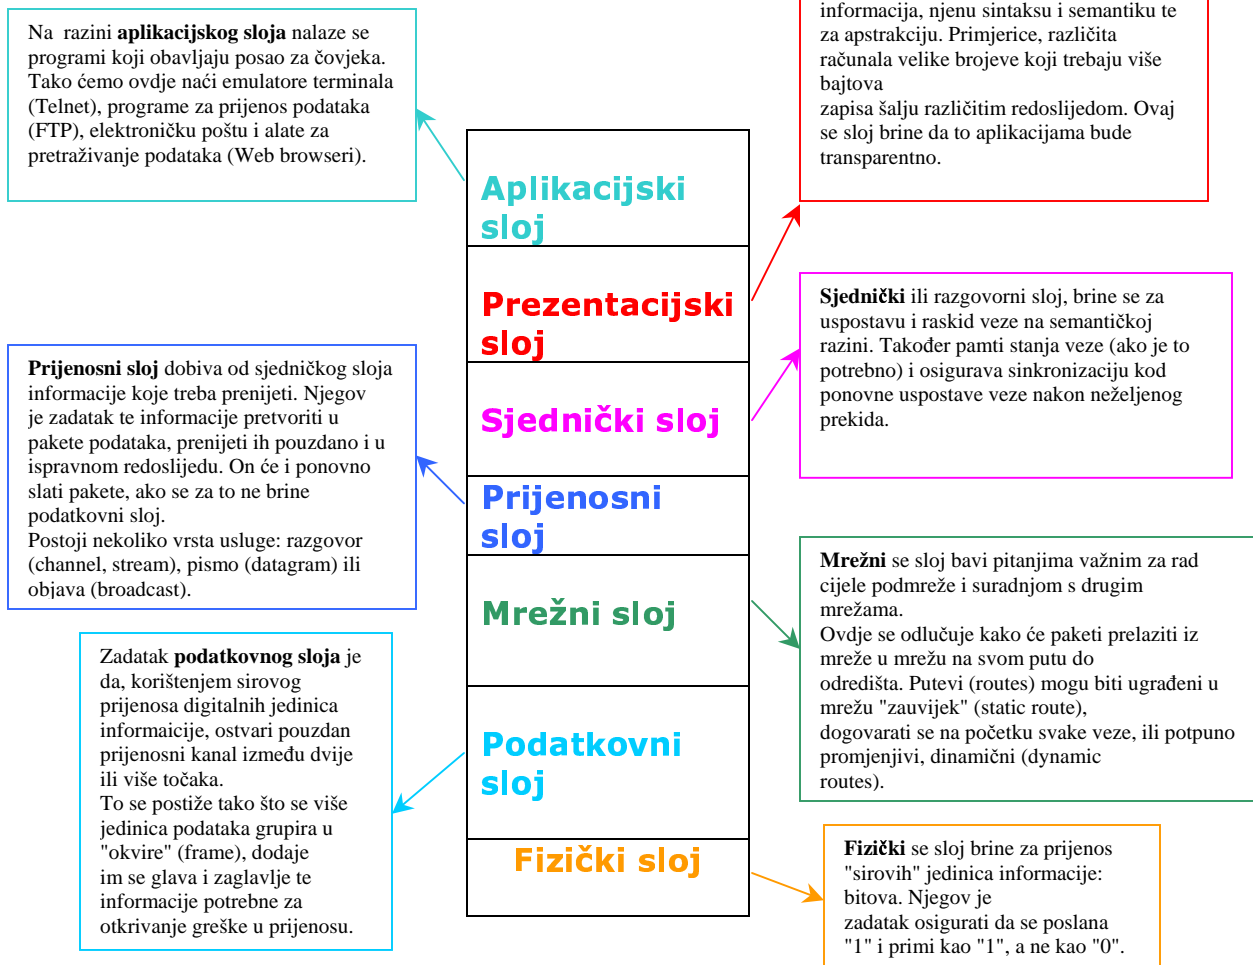 Na  razini aplikacijskog sloja nalaze se
programi koji obavljaju posao za čovjeka.
Tako ćemo ovdje naći emulatore terminala
(Telnet), programe za prijenos podataka
(FTP), elektroničku poštu i alate za
pretraživanje podataka (Web browseri).
informacija, njenu sintaksu i semantiku te
za apstrakciju. Primjerice, različita
računala velike brojeve koji trebaju više
bajtova
zapisa šalju različitim redoslijedom. Ovaj
se sloj brine da to aplikacijama bude
transparentno.
Aplikacijski
sloj
Prezentacijski
sloj
Sjednički sloj
Prijenosni
sloj
Mrežni sloj
Podatkovni
sloj
Fizički sloj
Sjednički ili razgovorni sloj, brine se za
uspostavu i raskid veze na semantičkoj
razini. Također pamti stanja veze (ako je to
potrebno) i osigurava sinkronizaciju kod
ponovne uspostave veze nakon neželjenog
prekida.
Prijenosni sloj dobiva od sjedničkog sloja
informacije koje treba prenijeti. Njegov
je zadatak te informacije pretvoriti u
pakete podataka, prenijeti ih pouzdano i u
ispravnom redoslijedu. On će i ponovno
slati pakete, ako se za to ne brine
podatkovni sloj.
Postoji nekoliko vrsta usluge: razgovor
(channel, stream), pismo (datagram) ili
objava (broadcast).
Mrežni se sloj bavi pitanjima važnim za rad
cijele podmreže i suradnjom s drugim
mrežama.
Ovdje se odlučuje kako će paketi prelaziti iz
mreže u mrežu na svom putu do
odredišta. Putevi (routes) mogu biti ugrađeni u
mrežu "zauvijek" (static route),
dogovarati se na početku svake veze, ili potpuno
promjenjivi, dinamični (dynamic
routes).
Zadatak podatkovnog sloja je
da, korištenjem sirovog
prijenosa digitalnih jedinica
informaicije, ostvari pouzdan
prijenosni kanal između dvije
ili više točaka.
To se postiže tako što se više
jedinica podataka grupira u
"okvire" (frame), dodaje
im se glava i zaglavlje te
informacije potrebne za
otkrivanje greške u prijenosu.
Fizički se sloj brine za prijenos
"sirovih" jedinica informacije:
bitova. Njegov je
zadatak osigurati da se poslana
"1" i primi kao "1", a ne kao "0".